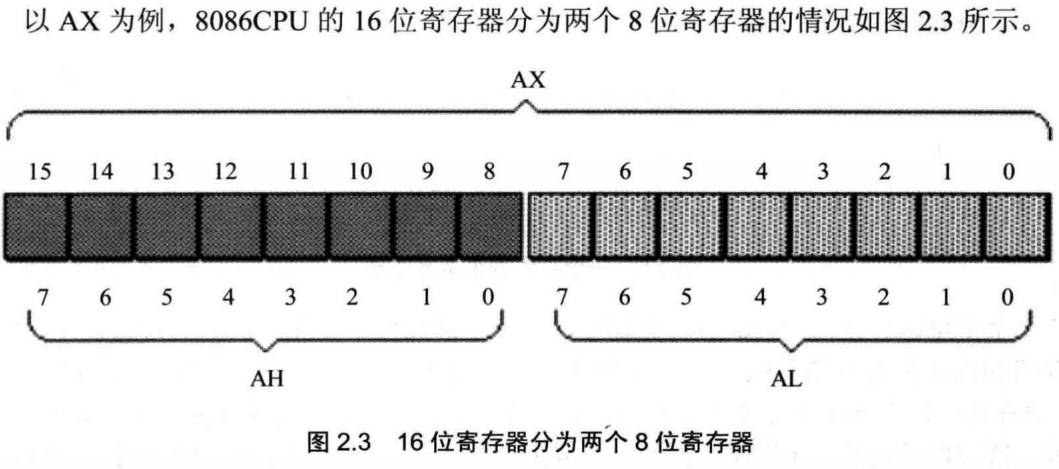 以 AX 为例，8086CPU 的 16 位寄存器分为两个 8 位寄存器的情况如图 2.3 所示。
AX
15 14 13 12 11 10 9 8 7 6 5 4 3 2 1 0
7 6 5 4 3 2 1 0 7 6 5 4 3 2 1 0
AH AL
图 2.3 16 位寄存器分为两个 8 位寄存器